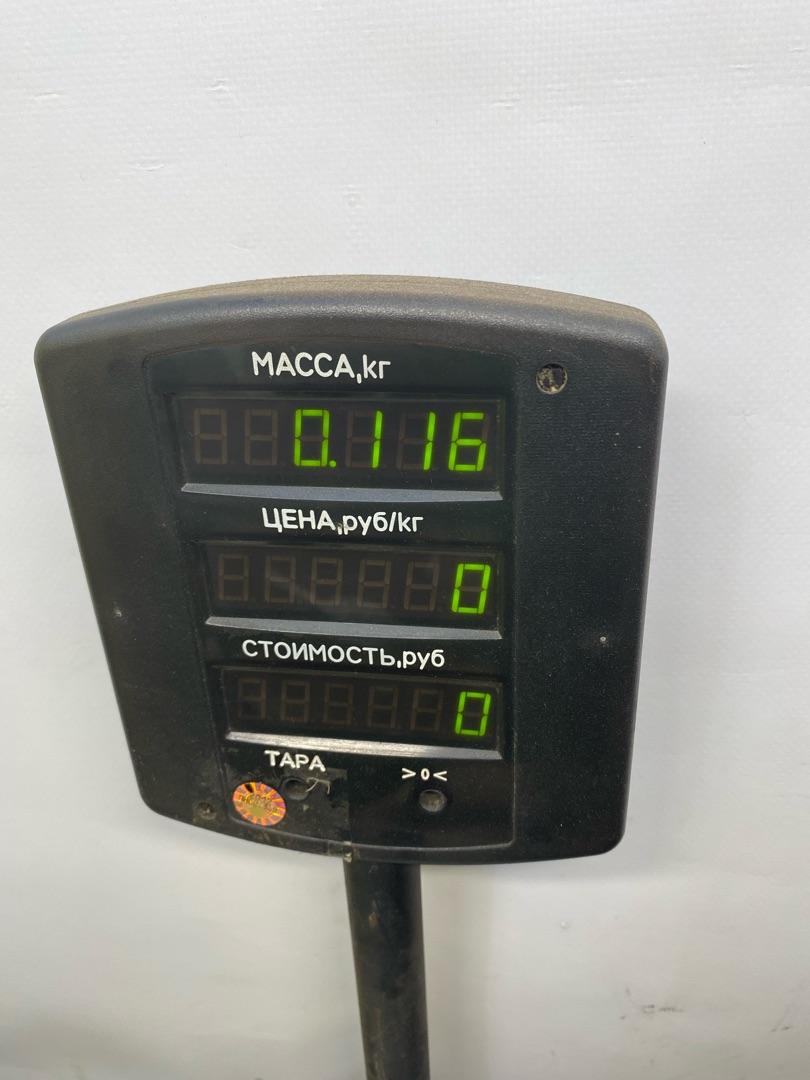 МАССА,кг
0.116
ЦЕНА,руб/кг
0
СТОИМОСТЬ,руб
0
ТАРА >0<